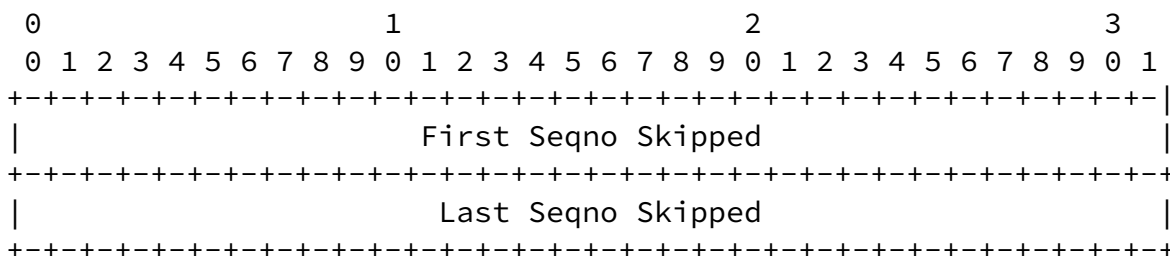 0                   1                   2                   3
 0 1 2 3 4 5 6 7 8 9 0 1 2 3 4 5 6 7 8 9 0 1 2 3 4 5 6 7 8 9 0 1
+-+-+-+-+-+-+-+-+-+-+-+-+-+-+-+-+-+-+-+-+-+-+-+-+-+-+-+-+-+-+-+-|
|                      First Seqno Skipped                      |
+-+-+-+-+-+-+-+-+-+-+-+-+-+-+-+-+-+-+-+-+-+-+-+-+-+-+-+-+-+-+-+-+
|                       Last Seqno Skipped                      |
+-+-+-+-+-+-+-+-+-+-+-+-+-+-+-+-+-+-+-+-+-+-+-+-+-+-+-+-+-+-+-+-+